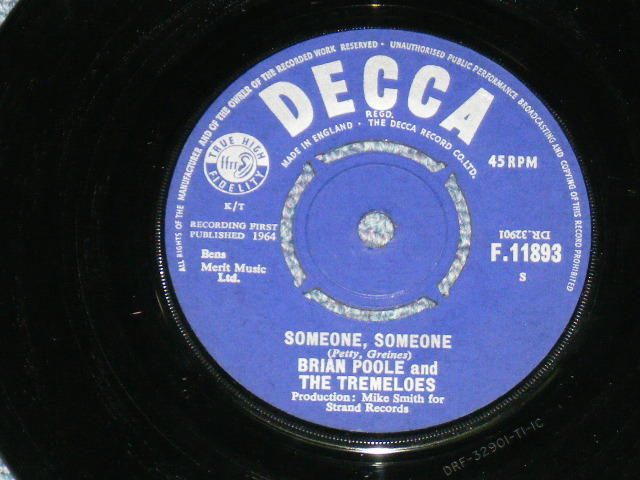 ALL RIGHTS OF THE MANUFACTURER AND OF THE OWNER OF THE RECORDED WORK RESERVED · UNAUTHORISED PUBLIC PERFORMANCE BROADCASTING AND COPYING OF THIS RECORD PROHIBITED
DECCA
REGD.
MADE IN ENGLAND · THE DECCA RECORD CO. LTD.
TRUE HIGH
ffrr
FIDELITY
45 RPM
K/T
RECORDING FIRST
PUBLISHED 1964
DR.32901
F.11893
S
Bens
Merit Music
Ltd.
SOMEONE, SOMEONE
(Petty, Greines)
BRIAN POOLE and
THE TREMELOES
Production: Mike Smith for
Strand Records
DRF-32901-T1-1C